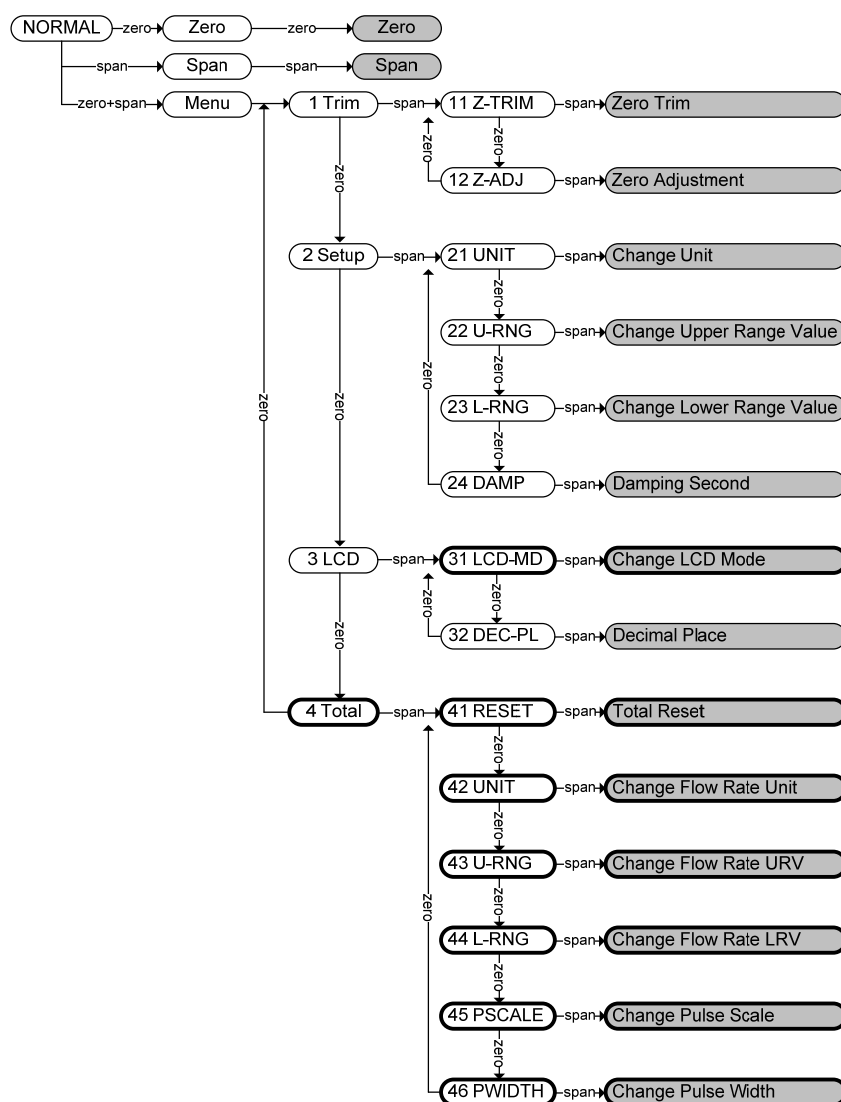 NORMAL zero Zero zero Zero
span Span span Span
zero+span Menu 1 Trim span 11 Z-TRIM span Zero Trim
zero
zero
zero
12 Z-ADJ span Zero Adjustment
2 Setup span 21 UNIT span Change Unit
zero
22 U-RNG span Change Upper Range Value
zero
zero
zero
zero
23 L-RNG span Change Lower Range Value
zero
24 DAMP span Damping Second
3 LCD span 31 LCD-MD span Change LCD Mode
zero
zero
zero
32 DEC-PL span Decimal Place
4 Total span 41 RESET span Total Reset
zero
42 UNIT span Change Flow Rate Unit
zero
43 U-RNG span Change Flow Rate URV
zero
zero
44 L-RNG span Change Flow Rate LRV
zero
45 PSCALE span Change Pulse Scale
zero
46 PWIDTH span Change Pulse Width